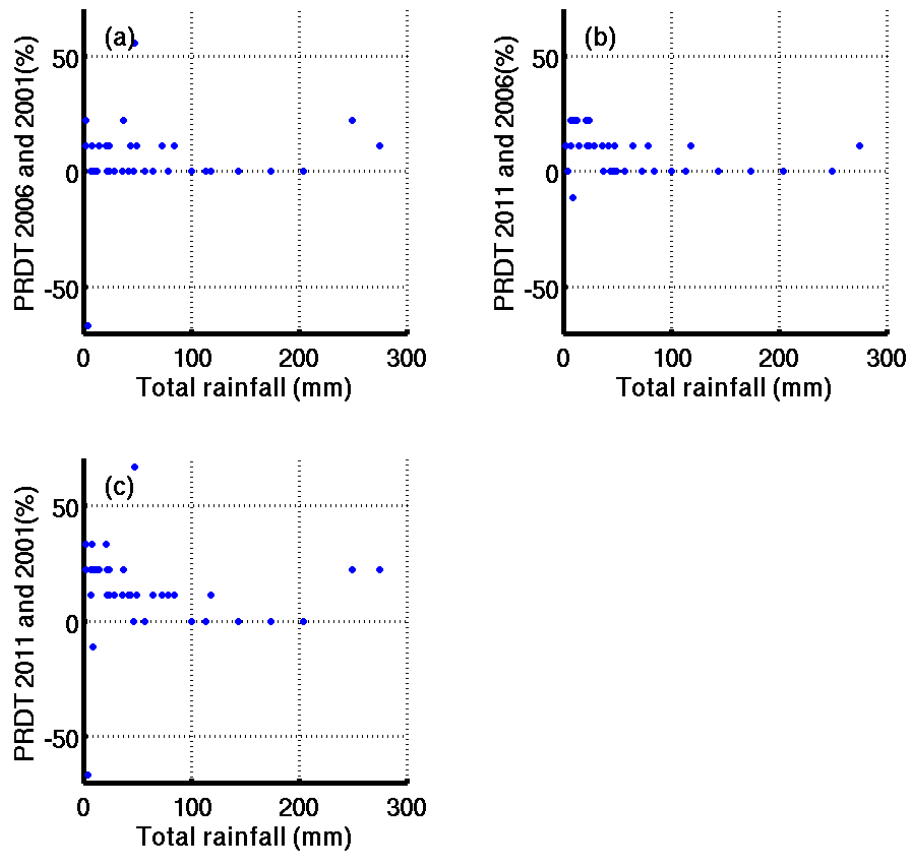 (a)
PRDT 2006 and 2001(%)
50
0
-50
0 100 200 300
Total rainfall (mm)
(b)
PRDT 2011 and 2006(%)
50
0
-50
0 100 200 300
Total rainfall (mm)
(c)
PRDT 2011 and 2001(%)
50
0
-50
0 100 200 300
Total rainfall (mm)